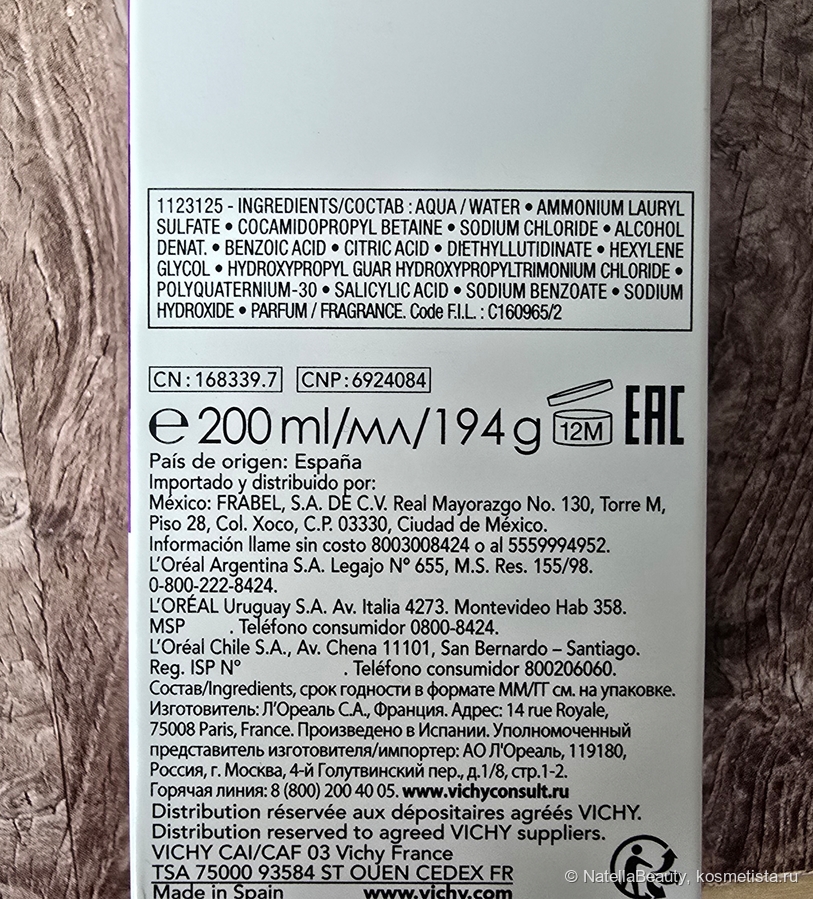 1123125 - INGREDIENTS/СОСТАВ : AQUA / WATER • AMMONIUM LAURYL
SULFATE • COCAMIDOPROPYL BETAINE • SODIUM CHLORIDE • ALCOHOL
DENAT. • BENZOIC ACID • CITRIC ACID • DIETHYLLUTIDINATE • HEXYLENE
GLYCOL • HYDROXYPROPYL GUAR HYDROXYPROPYLTRIMONIUM CHLORIDE •
POLYQUATERNIUM-30 • SALICYLIC ACID • SODIUM BENZOATE • SODIUM
HYDROXIDE • PARFUM / FRAGRANCE. Code F.I.L. : C160965/2
CN : 168339.7 CNP : 6924084
℮ 200 ml/мл/194 g 12M EAC
País de origen: España
Importado y distribuido por:
México: FRABEL, S.A. DE C.V. Real Mayorazgo No. 130, Torre M,
Piso 28, Col. Xoco, C.P. 03330, Ciudad de México.
Información llame sin costo 8003008424 o al 5559994952.
L’Oréal Argentina S.A. Legajo N° 655, M.S. Res. 155/98.
0-800-222-8424.
L’ORÉAL Uruguay S.A. Av. Italia 4273. Montevideo Hab 358.
MSP . Teléfono consumidor 0800-8424.
L’Oréal Chile S.A., Av. Chena 11101, San Bernardo – Santiago.
Reg. ISP N° . Teléfono consumidor 800206060.
Состав/Ingredients, срок годности в формате ММ/ГГ см. на упаковке.
Изготовитель: Л’Ореаль С.А., Франция. Адрес: 14 rue Royale,
75008 Paris, France. Произведено в Испании. Уполномоченный
представитель изготовителя/импортер: АО Л'Ореаль, 119180,
Россия, г. Москва, 4-й Голутвинский пер., д.1/8, стр.1-2.
Горячая линия: 8 (800) 200 40 05. www.vichyconsult.ru
Distribution réservée aux dépositaires agréés VICHY.
Distribution reserved to agreed VICHY suppliers.
VICHY CAI/CAF 03 Vichy France
TSA 75000 93584 ST OUEN CEDEX FR
Made in Spain www.vichy.com
© NatellaBeauty, kosmetista.ru